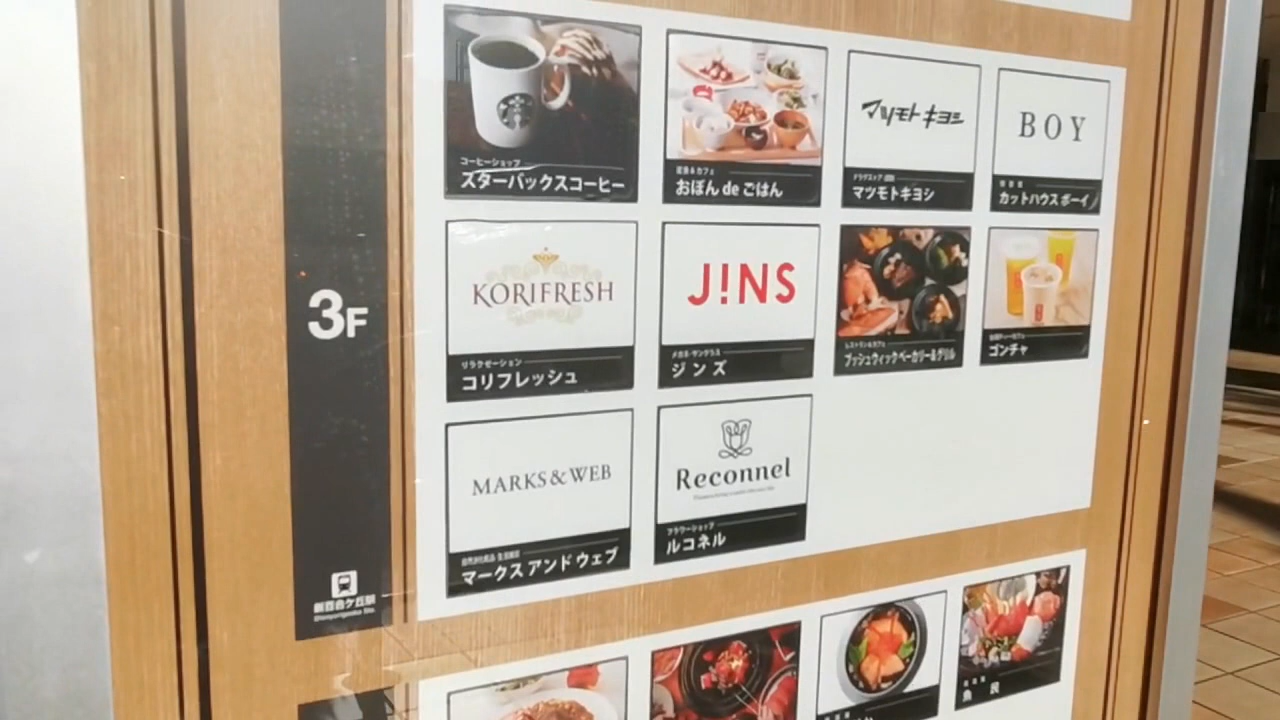 3F
新百合ヶ丘駅
Shinyurigaoka Sta.
コーヒーショップ
スターバックスコーヒー
定食&カフェ
おぼん de ごはん
マツモトキヨシ
ドラッグストア
マツモトキヨシ
BOY
美容室
カットハウス ボーイ
KORIFRESH
リラクゼーション
コリフレッシュ
J!NS
メガネ・サングラス
ジンズ
レストラン&カフェ
ブッシュウィックベーカリー&グリル
ゴンチャ
MARKS&WEB
マークス アンド ウェブ
Reconnel
フラワーショップ
ルコネル
魚 民